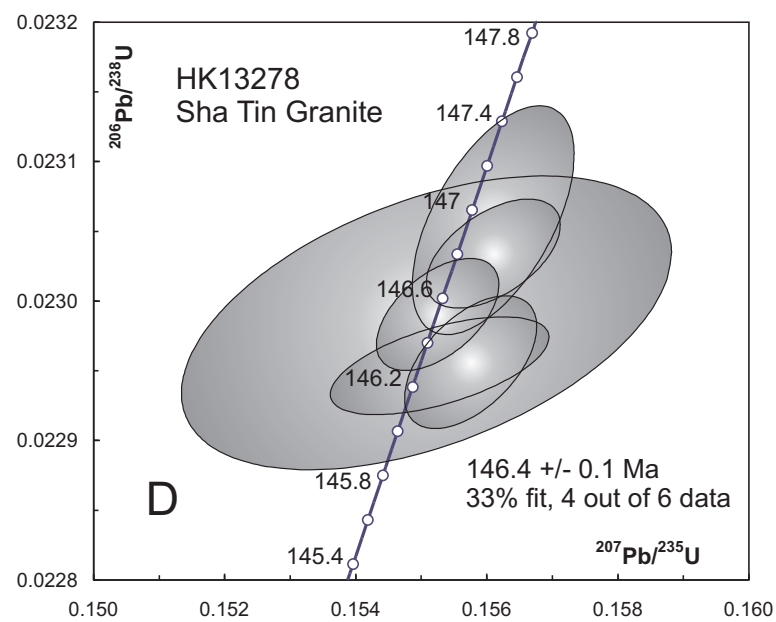 0.0232
0.0231
0.0230
0.0229
0.0228
206Pb/238U
HK13278
Sha Tin Granite
147.8
147.4
147
146.6
146.2
145.8
145.4
D
146.4 +/- 0.1 Ma
33% fit, 4 out of 6 data
207Pb/235U
0.150 0.152 0.154 0.156 0.158 0.160